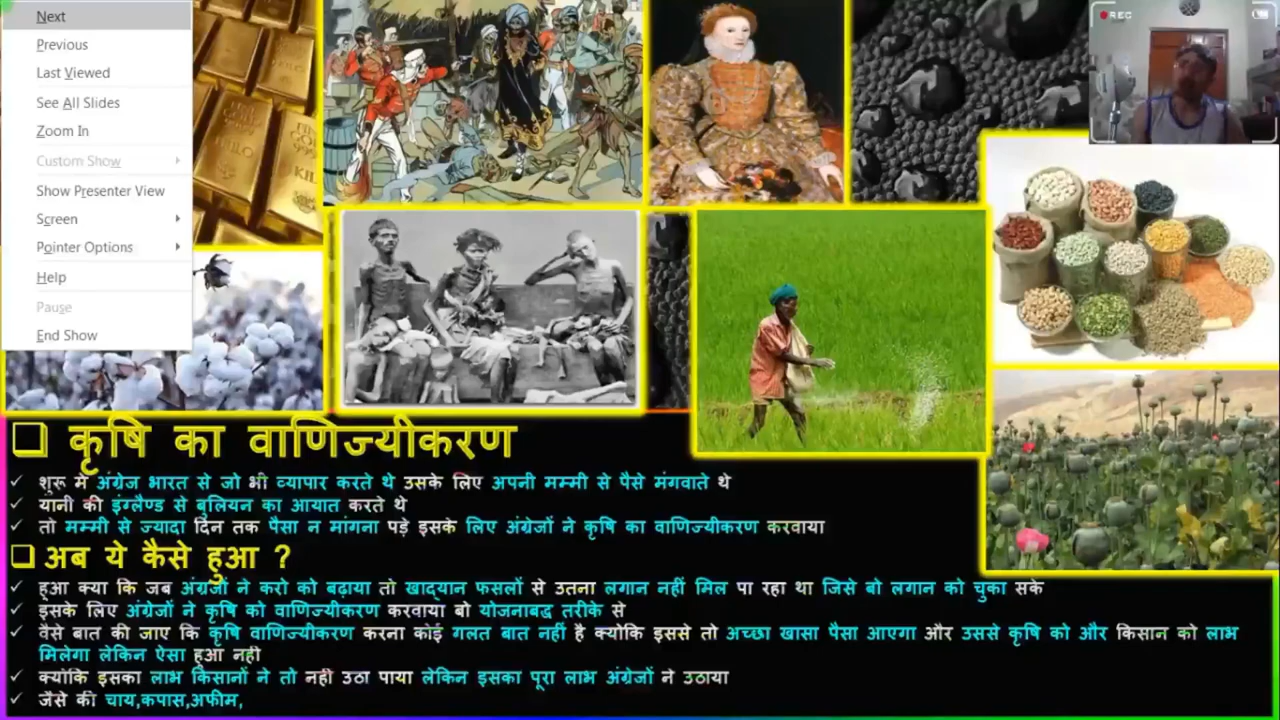 Next
Previous
Last Viewed
See All Slides
Zoom In
Custom Show
Show Presenter View
Screen
Pointer Options
Help
Pause
End Show
REC
❑ कृषि का वाणिज्यीकरण
✓ शुरू में अंग्रेज भारत से जो भी व्यापार करते थे उसके लिए अपनी मम्मी से पैसे मंगवाते थे
✓ यानी की इंग्लैण्ड से बुलियन का आयात करते थे
✓ तो मम्मी से ज्यादा दिन तक पैसा न मांगना पड़े इसके लिए अंग्रेजों ने कृषि का वाणिज्यीकरण करवाया
❑ अब ये कैसे हुआ ?
✓ हुआ क्या कि जब अंग्रेजों ने करो को बढ़ाया तो खाद्यान फसलों से उतना लगान नहीं मिल पा रहा था जिसे बो लगान को चुका सके
✓ इसके लिए अंग्रेजों ने कृषि को वाणिज्यीकरण करवाया बो योजनाबद्ध तरीके से
✓ वैसे बात की जाए कि कृषि वाणिज्यीकरण करना कोई गलत बात नहीं है क्योंकि इससे तो अच्छा खासा पैसा आएगा और उससे कृषि को और किसान को लाभ
मिलेगा लेकिन ऐसा हुआ नही
✓ क्योंकि इसका लाभ किसानों ने तो नही उठा पाया लेकिन इसका पूरा लाभ अंग्रेजों ने उठाया
✓ जैसे की चाय,कपास,अफीम,